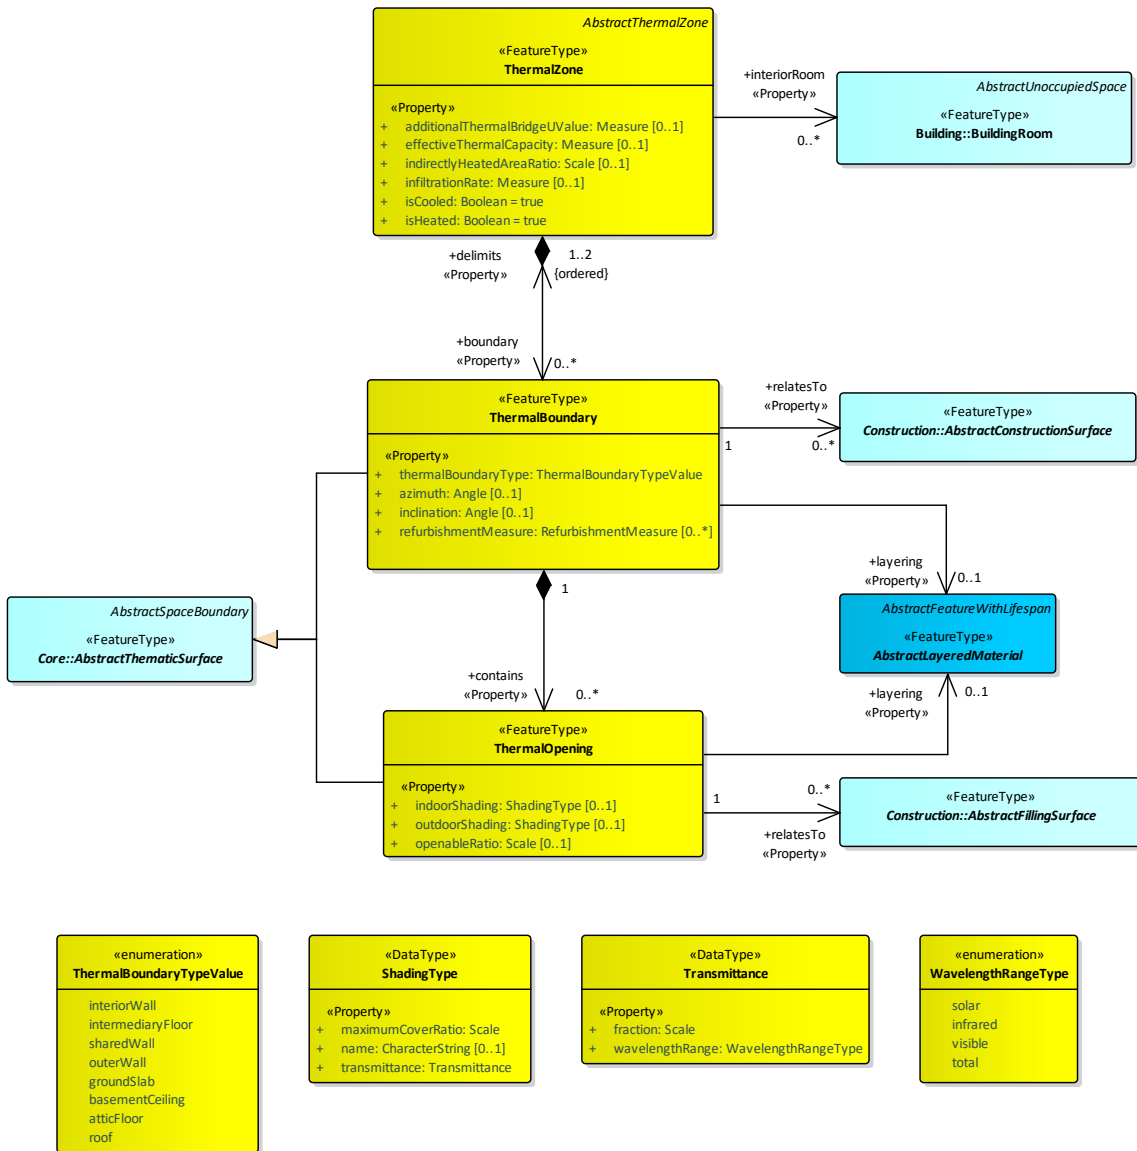 AbstractThermalZone
«FeatureType»
ThermalZone
«Property»
+ additionalThermalBridgeUValue: Measure [0..1]
+ effectiveThermalCapacity: Measure [0..1]
+ indirectlyHeatedAreaRatio: Scale [0..1]
+ infiltrationRate: Measure [0..1]
+ isCooled: Boolean = true
+ isHeated: Boolean = true
+interiorRoom
«Property»
0..*
AbstractUnoccupiedSpace
«FeatureType»
Building::BuildingRoom
+delimits
«Property»
1..2
{ordered}
+boundary
«Property»
0..*
«FeatureType»
ThermalBoundary
«Property»
+ thermalBoundaryType: ThermalBoundaryTypeValue
+ azimuth: Angle [0..1]
+ inclination: Angle [0..1]
+ refurbishmentMeasure: RefurbishmentMeasure [0..*]
+relatesTo
«Property»
1
0..*
«FeatureType»
Construction::AbstractConstructionSurface
+layering
«Property»
0..1
AbstractFeatureWithLifespan
«FeatureType»
AbstractLayeredMaterial
+layering
«Property»
0..1
AbstractSpaceBoundary
«FeatureType»
Core::AbstractThematicSurface
1
+contains
«Property»
0..*
«FeatureType»
ThermalOpening
«Property»
+ indoorShading: ShadingType [0..1]
+ outdoorShading: ShadingType [0..1]
+ openableRatio: Scale [0..1]
1
0..*
+relatesTo
«Property»
«FeatureType»
Construction::AbstractFillingSurface
«enumeration»
ThermalBoundaryTypeValue
interiorWall
intermediaryFloor
sharedWall
outerWall
groundSlab
basementCeiling
atticFloor
roof
«DataType»
ShadingType
«Property»
+ maximumCoverRatio: Scale
+ name: CharacterString [0..1]
+ transmittance: Transmittance
«DataType»
Transmittance
«Property»
+ fraction: Scale
+ wavelengthRange: WavelengthRangeType
«enumeration»
WavelengthRangeType
solar
infrared
visible
total